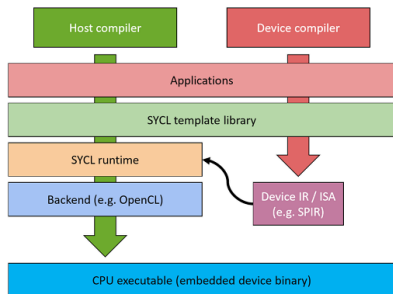 Host compiler
Device compiler
Applications
SYCL template library
SYCL runtime
Backend (e.g. OpenCL)
Device IR / ISA
(e.g. SPIR)
CPU executable (embedded device binary)